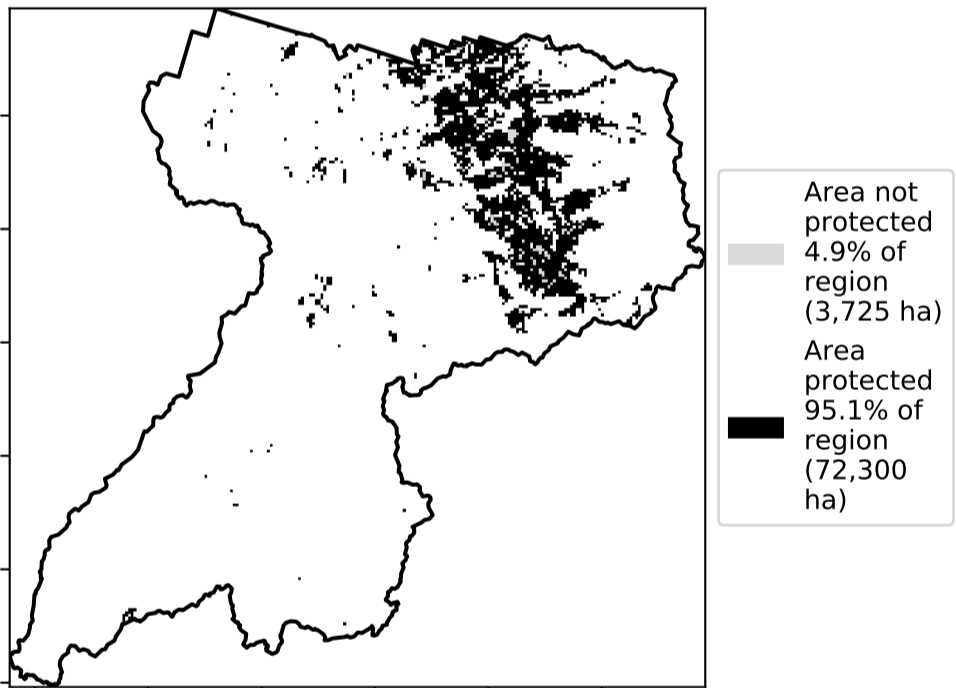 Area not
protected
4.9% of
region
(3,725 ha)
Area
protected
95.1% of
region
(72,300
ha)